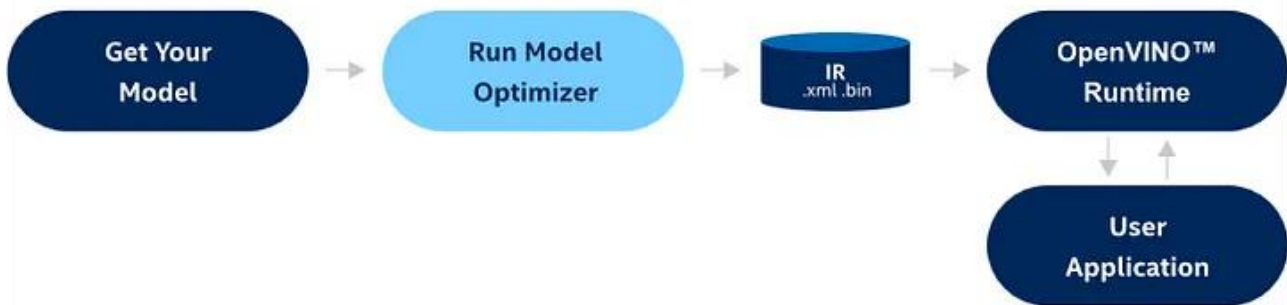 Get Your
Model
Run Model
Optimizer
IR
.xml .bin
OpenVINO™
Runtime
User
Application